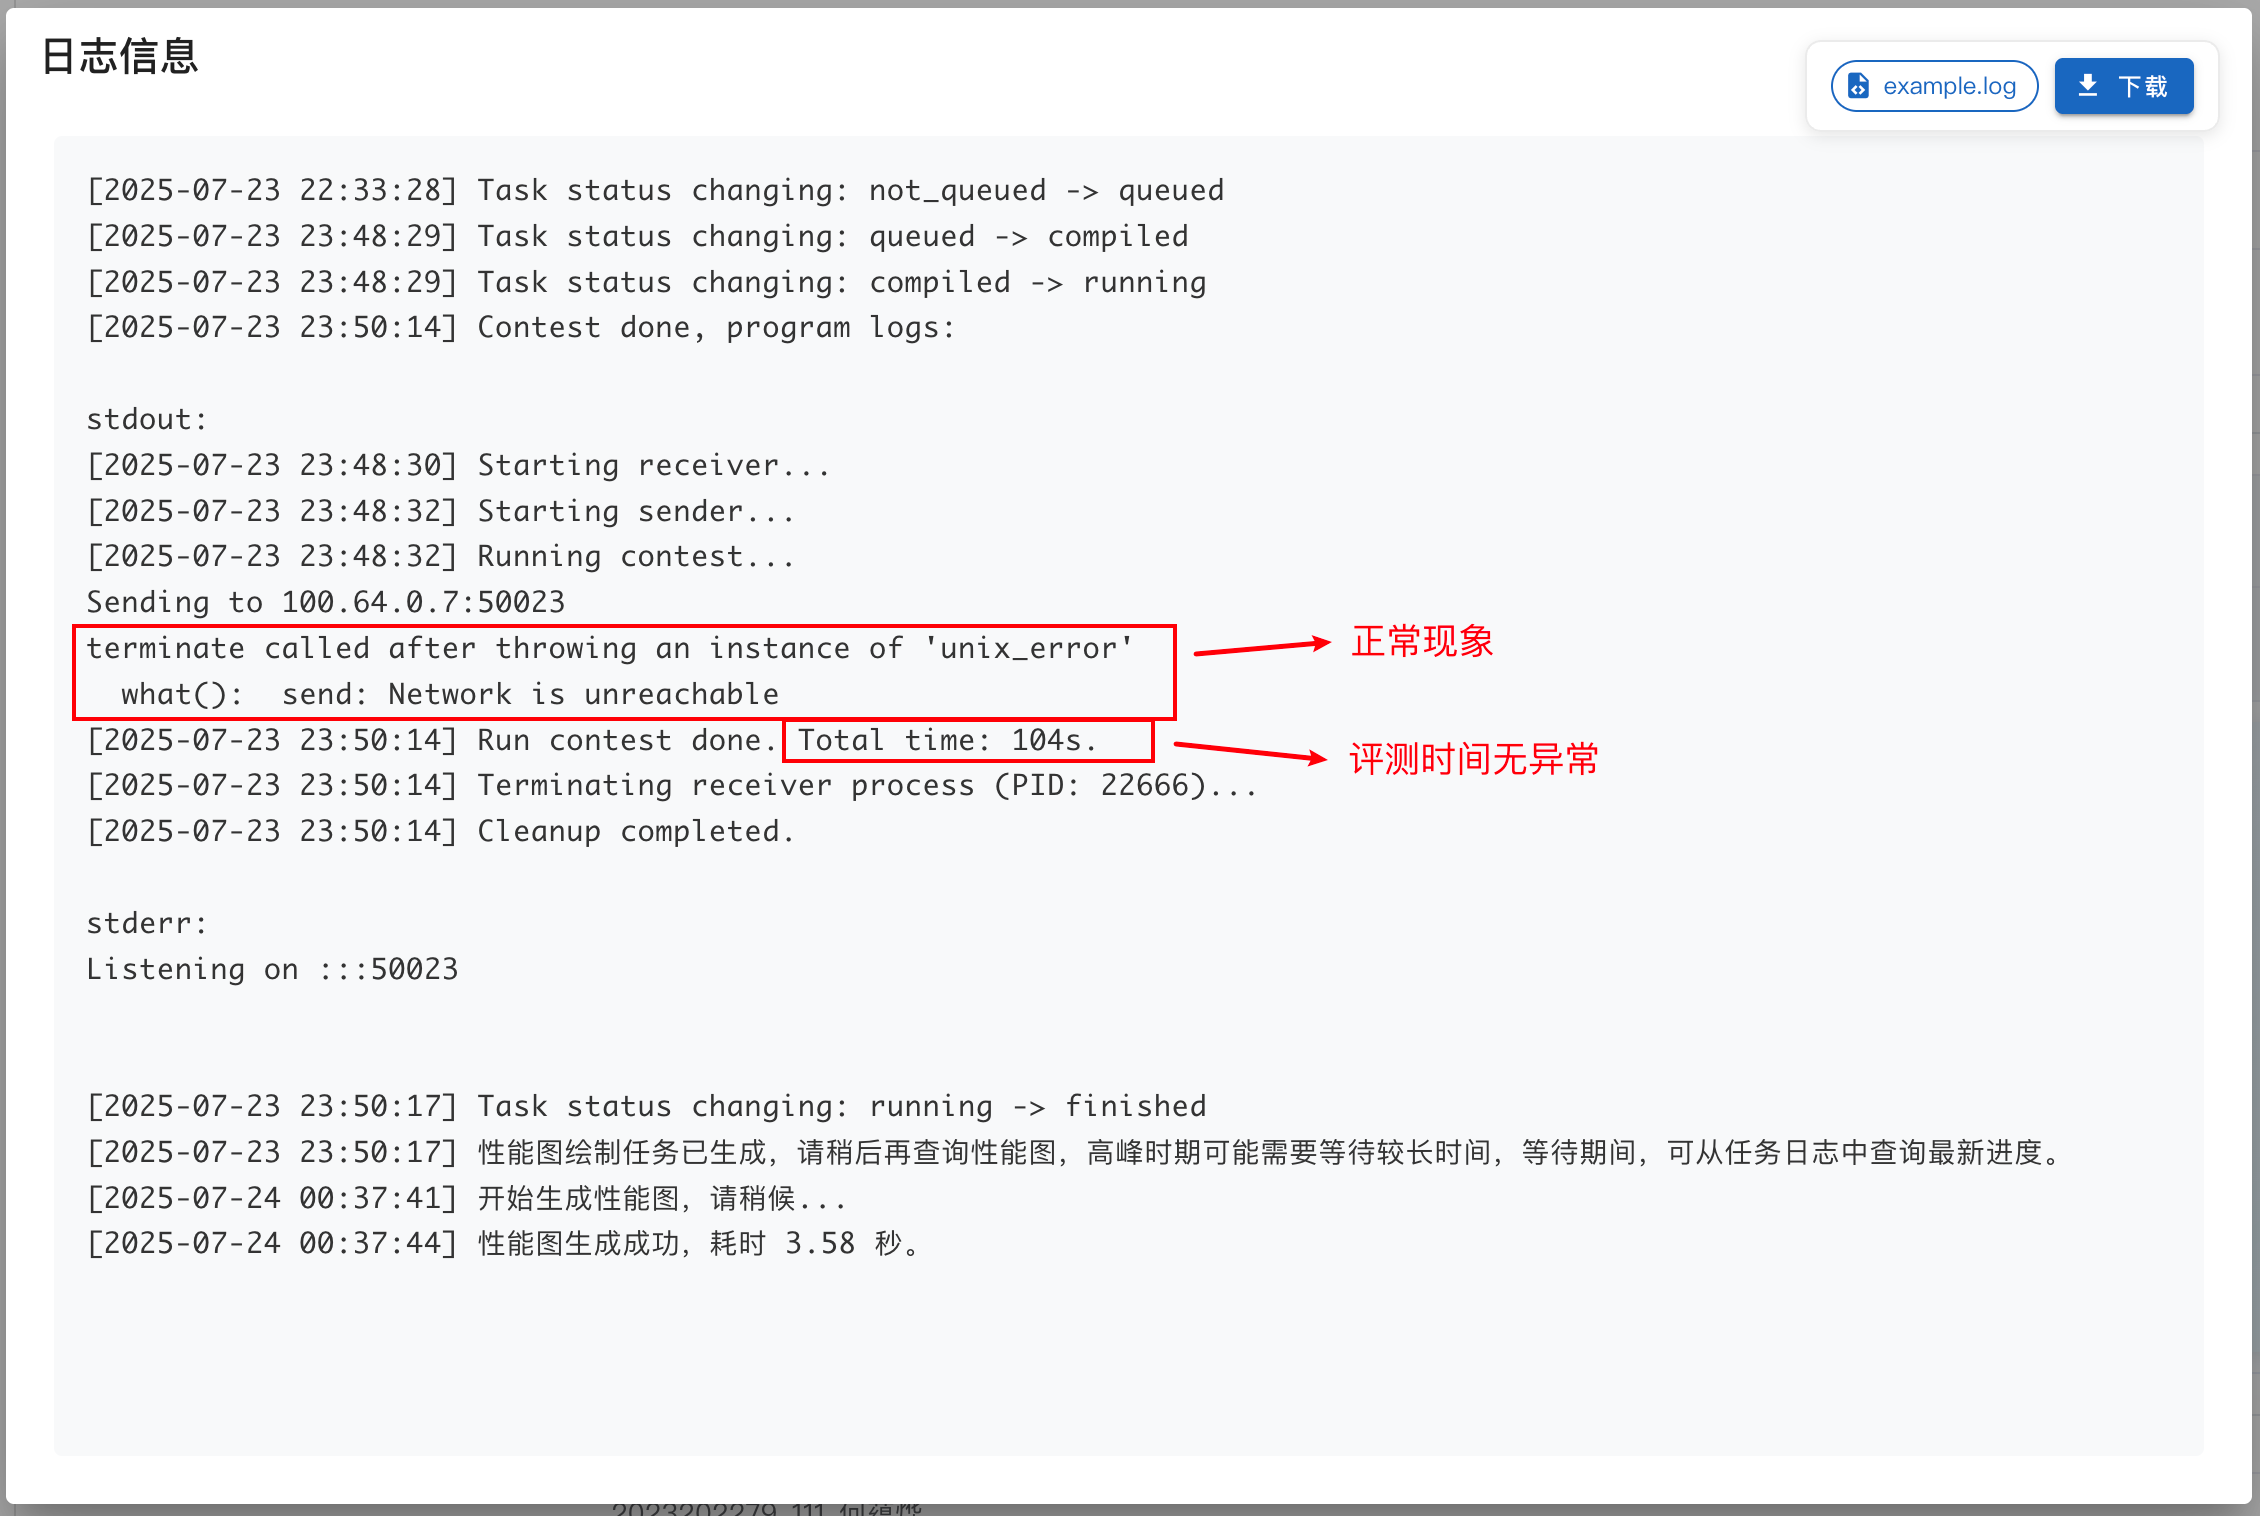 日志信息
example.log
下载
[2025-07-23 22:33:28] Task status changing: not_queued -> queued
[2025-07-23 23:48:29] Task status changing: queued -> compiled
[2025-07-23 23:48:29] Task status changing: compiled -> running
[2025-07-23 23:50:14] Contest done, program logs:
stdout:
[2025-07-23 23:48:30] Starting receiver...
[2025-07-23 23:48:32] Starting sender...
[2025-07-23 23:48:32] Running contest...
Sending to 100.64.0.7:50023
terminate called after throwing an instance of 'unix_error'
正常现象
what():  send: Network is unreachable
[2025-07-23 23:50:14] Run contest done. Total time: 104s.
评测时间无异常
[2025-07-23 23:50:14] Terminating receiver process (PID: 22666)...
[2025-07-23 23:50:14] Cleanup completed.
stderr:
Listening on :::50023
[2025-07-23 23:50:17] Task status changing: running -> finished
[2025-07-23 23:50:17] 性能图绘制任务已生成，请稍后再查询性能图，高峰时期可能需要等待较长时间，等待期间，可从任务日志中查询最新进度。
[2025-07-24 00:37:41] 开始生成性能图，请稍候...
[2025-07-24 00:37:44] 性能图生成成功，耗时 3.58 秒。